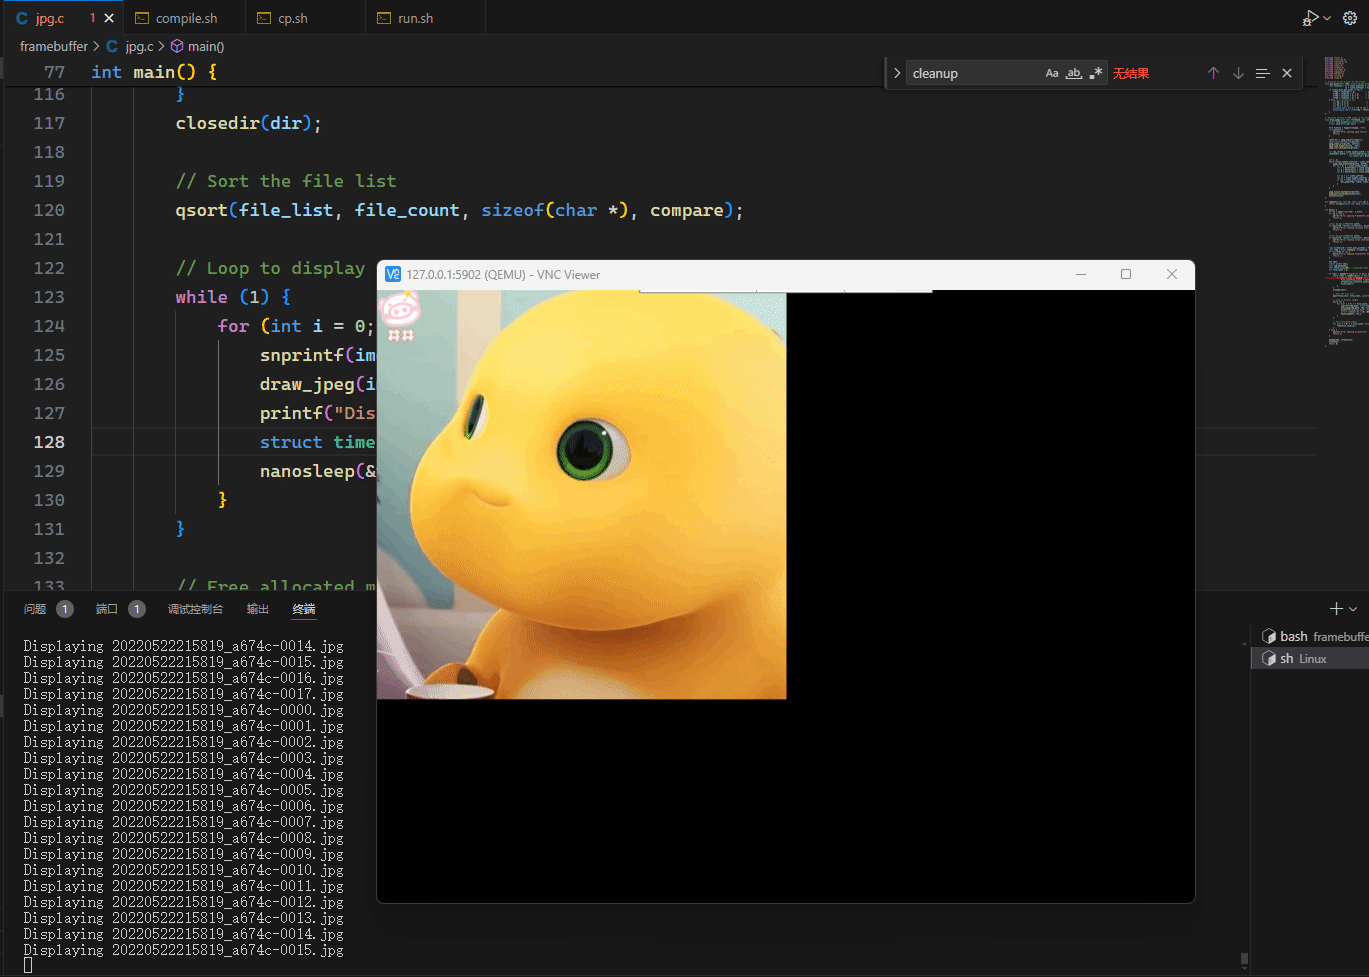 jpg.c 1
compile.sh
cp.sh
run.sh
framebuffer > jpg.c > main()
77 int main() {
cleanup Aa ab .* 无结果
116 }
117 closedir(dir);
118
119 // Sort the file list
120 qsort(file_list, file_count, sizeof(char *), compare);
121
122 // Loop to display
123 while (1) {
124 for (int i = 0;
125 snprintf(im
126 draw_jpeg(i
127 printf("Dis
128 struct time
129 nanosleep(&
130 }
131 }
132
133 // Free allocated m
V2 127.0.0.1:5902 (QEMU) - VNC Viewer
问题 1 端口 1 调试控制台 输出 终端
bash framebuffe
sh Linux
Displaying 20220522215819_a674c-0014.jpg
Displaying 20220522215819_a674c-0015.jpg
Displaying 20220522215819_a674c-0016.jpg
Displaying 20220522215819_a674c-0017.jpg
Displaying 20220522215819_a674c-0000.jpg
Displaying 20220522215819_a674c-0001.jpg
Displaying 20220522215819_a674c-0002.jpg
Displaying 20220522215819_a674c-0003.jpg
Displaying 20220522215819_a674c-0004.jpg
Displaying 20220522215819_a674c-0005.jpg
Displaying 20220522215819_a674c-0006.jpg
Displaying 20220522215819_a674c-0007.jpg
Displaying 20220522215819_a674c-0008.jpg
Displaying 20220522215819_a674c-0009.jpg
Displaying 20220522215819_a674c-0010.jpg
Displaying 20220522215819_a674c-0011.jpg
Displaying 20220522215819_a674c-0012.jpg
Displaying 20220522215819_a674c-0013.jpg
Displaying 20220522215819_a674c-0014.jpg
Displaying 20220522215819_a674c-0015.jpg